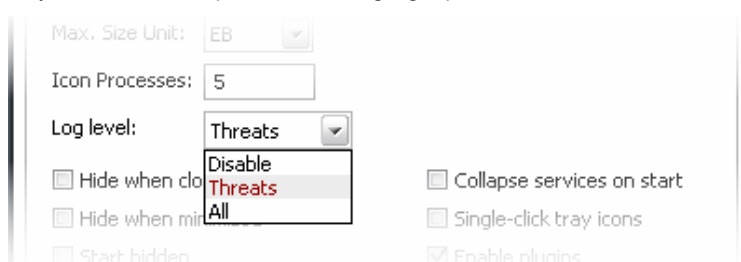 Max. Size Unit: EB
Icon Processes: 5
Log level: Threats
Disable
Hide when clo Threats Collapse services on start
All
Hide when minimized Single-click tray icons
Start hidden Enable plugins